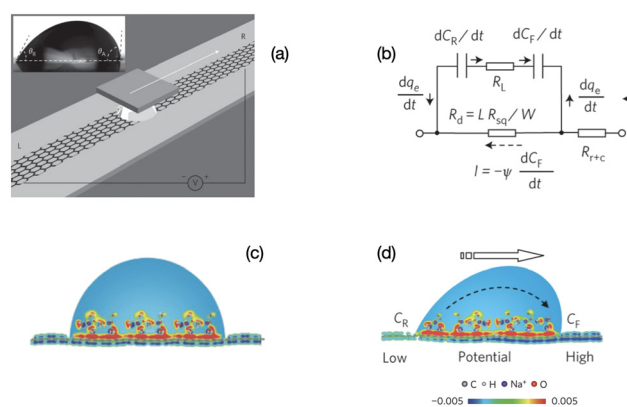 (a)
θR
θA
R
L
− V +
(b)
dCR/dt
dCF/dt
RL
dqe/dt
dqe/dt
Rd = L Rsq/W
I = −ψ dCF/dt
Rr+c
(c)
(d)
CR
CF
Low
Potential
High
C H Na⁺ O
−0.005
0.005